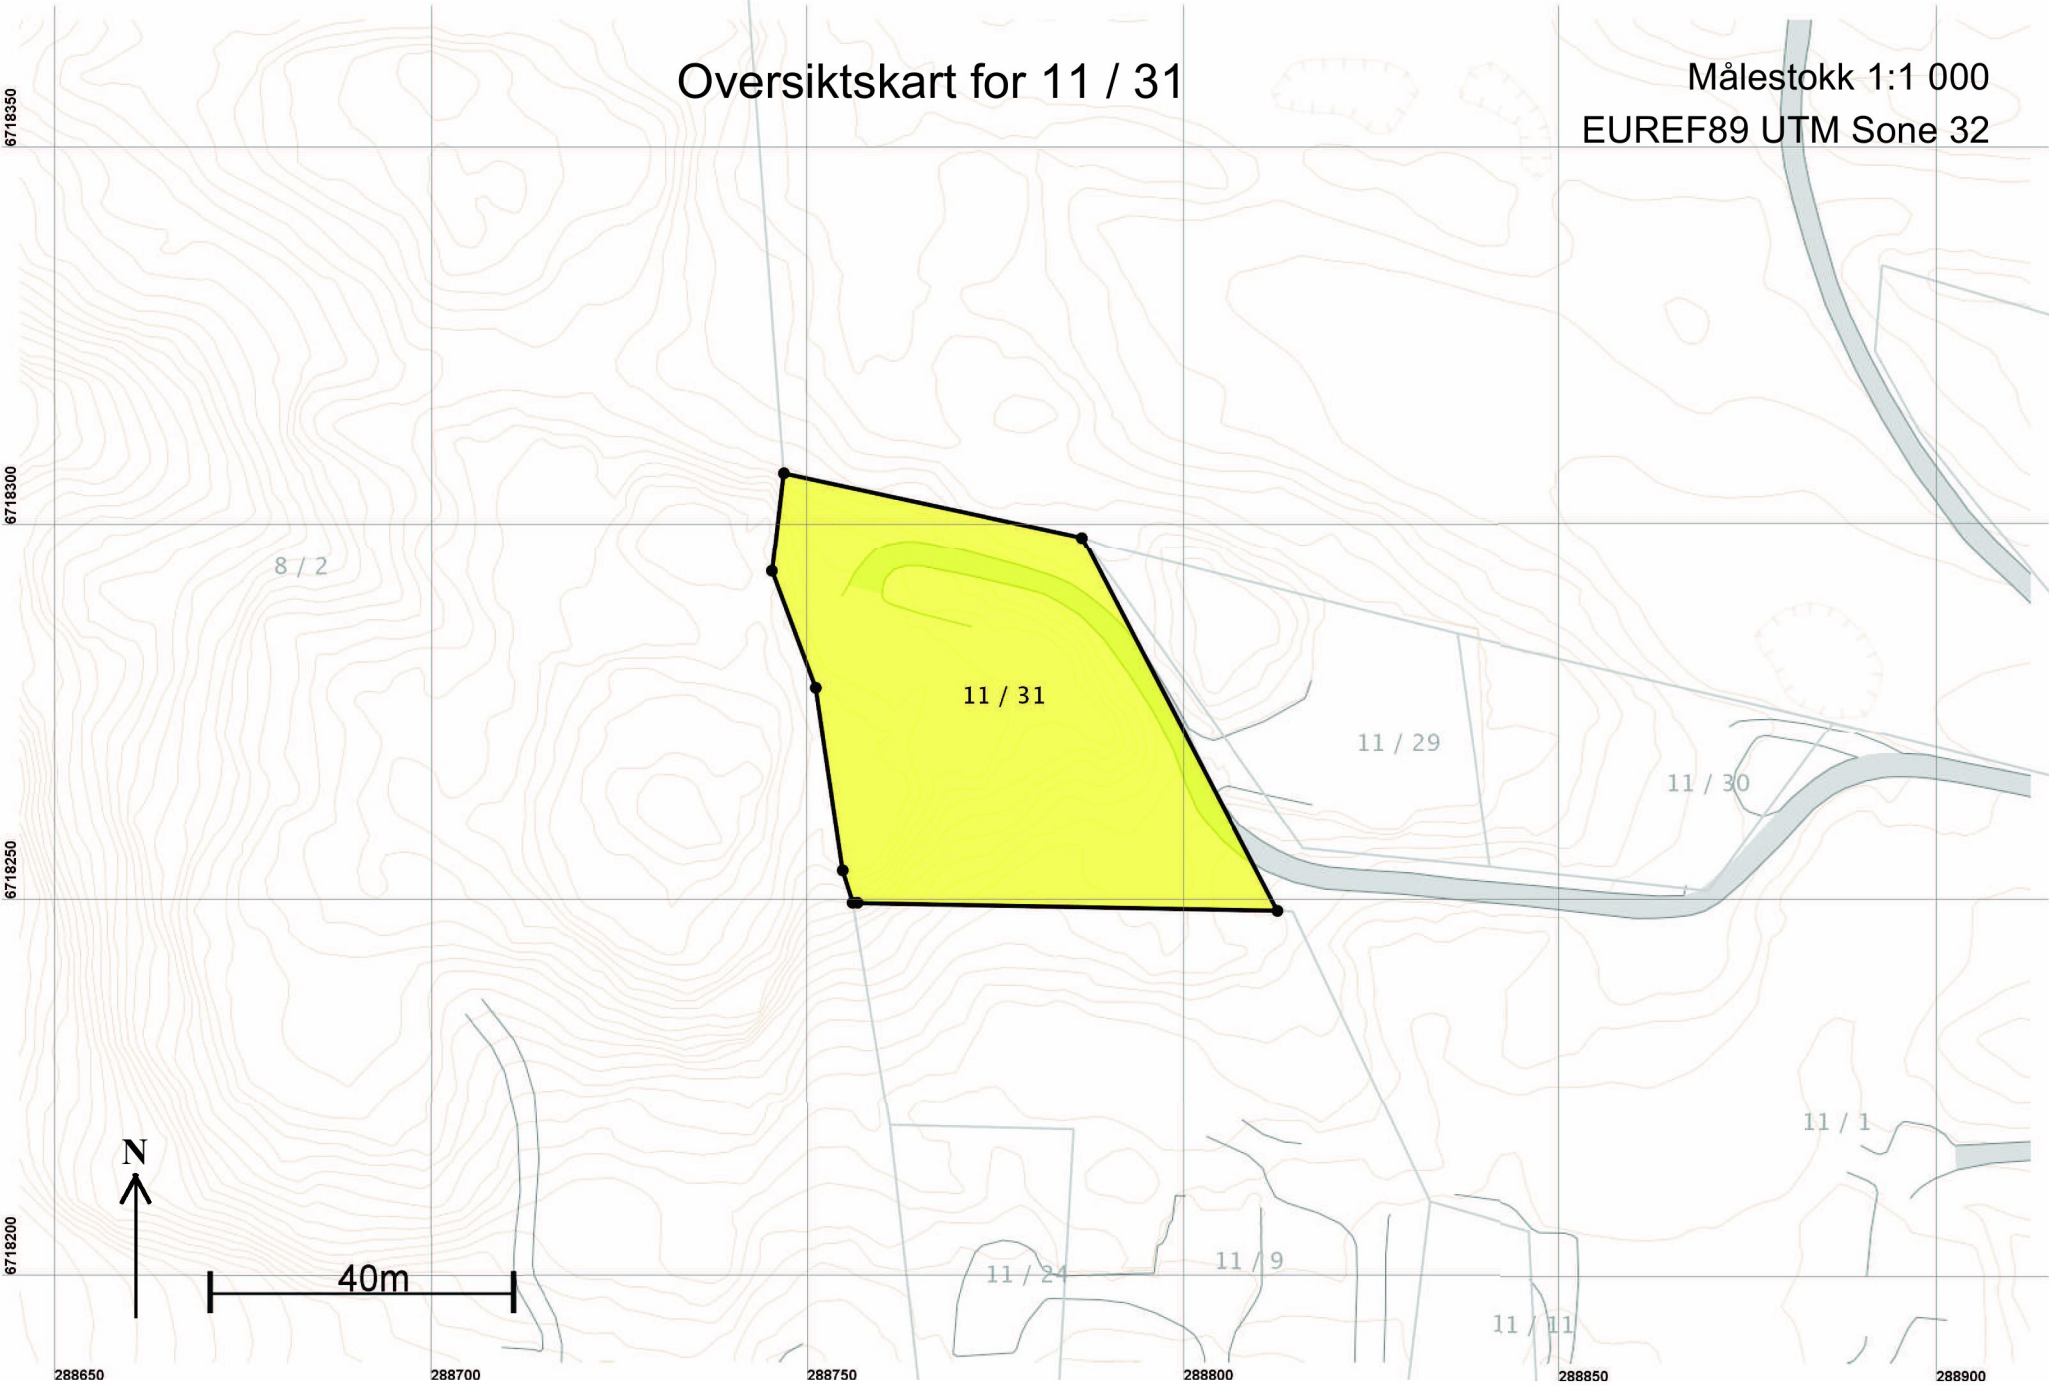 Oversiktskart for 11 / 31
Målestokk 1:1 000
EUREF89 UTM Sone 32
6718350
6718300
8 / 2
11 / 31
11 / 29
11 / 30
6718250
11 / 1
N
6718200
40m
11 / 24
11 / 9
11 / 11
288650
288700
288750
288800
288850
288900